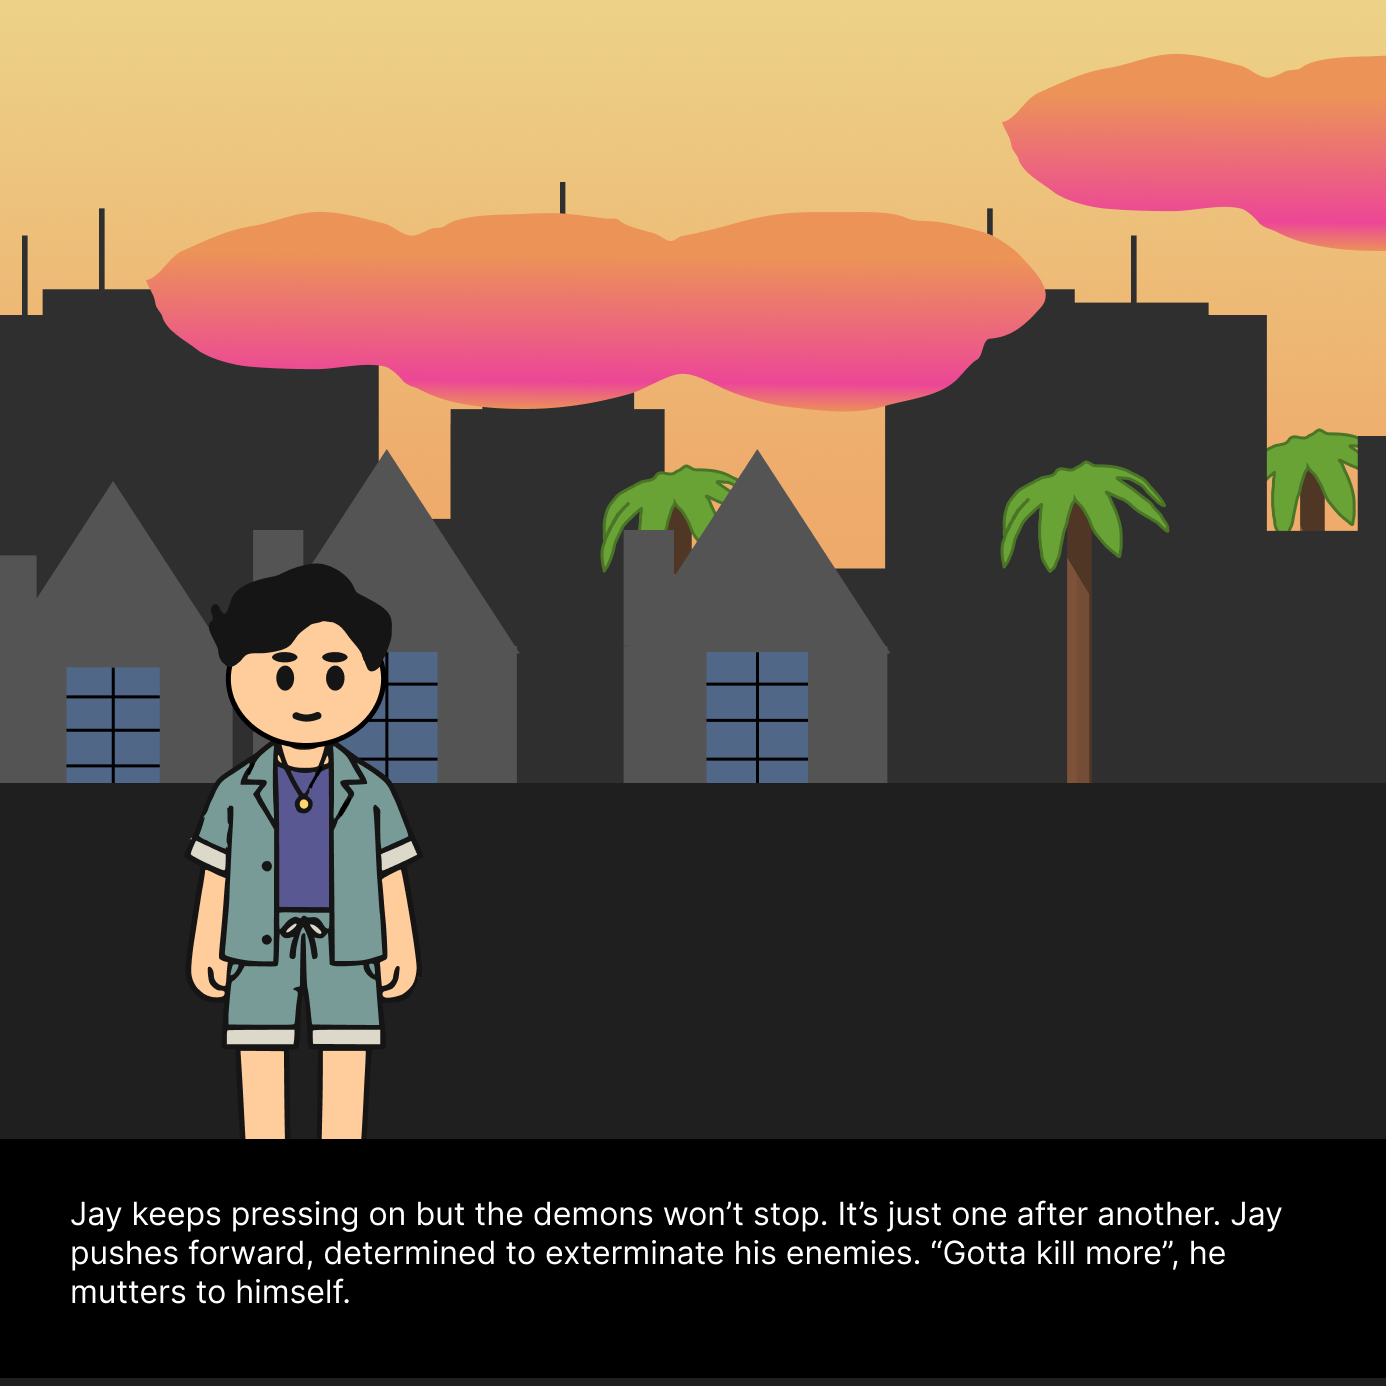 Jay keeps pressing on but the demons won’t stop. It’s just one after another. Jay
pushes forward, determined to exterminate his enemies. “Gotta kill more”, he
mutters to himself.